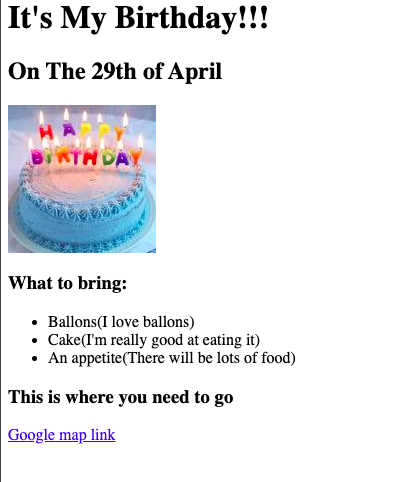 It's My Birthday!!!
On The 29th of April
HAPPY
BIRTHDAY
What to bring:
Ballons(I love ballons)
Cake(I'm really good at eating it)
An appetite(There will be lots of food)
This is where you need to go
Google map link